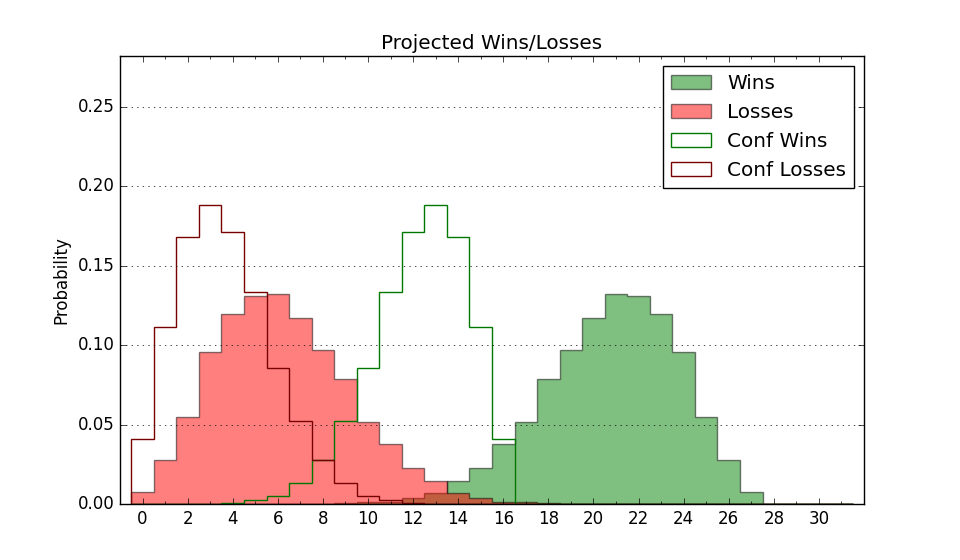 Projected Wins/Losses
Wins
Losses
Conf Wins
Conf Losses
Probability
0.25
0.20
0.15
0.10
0.05
0.00
0 2 4 6 8 10 12 14 16 18 20 22 24 26 28 30